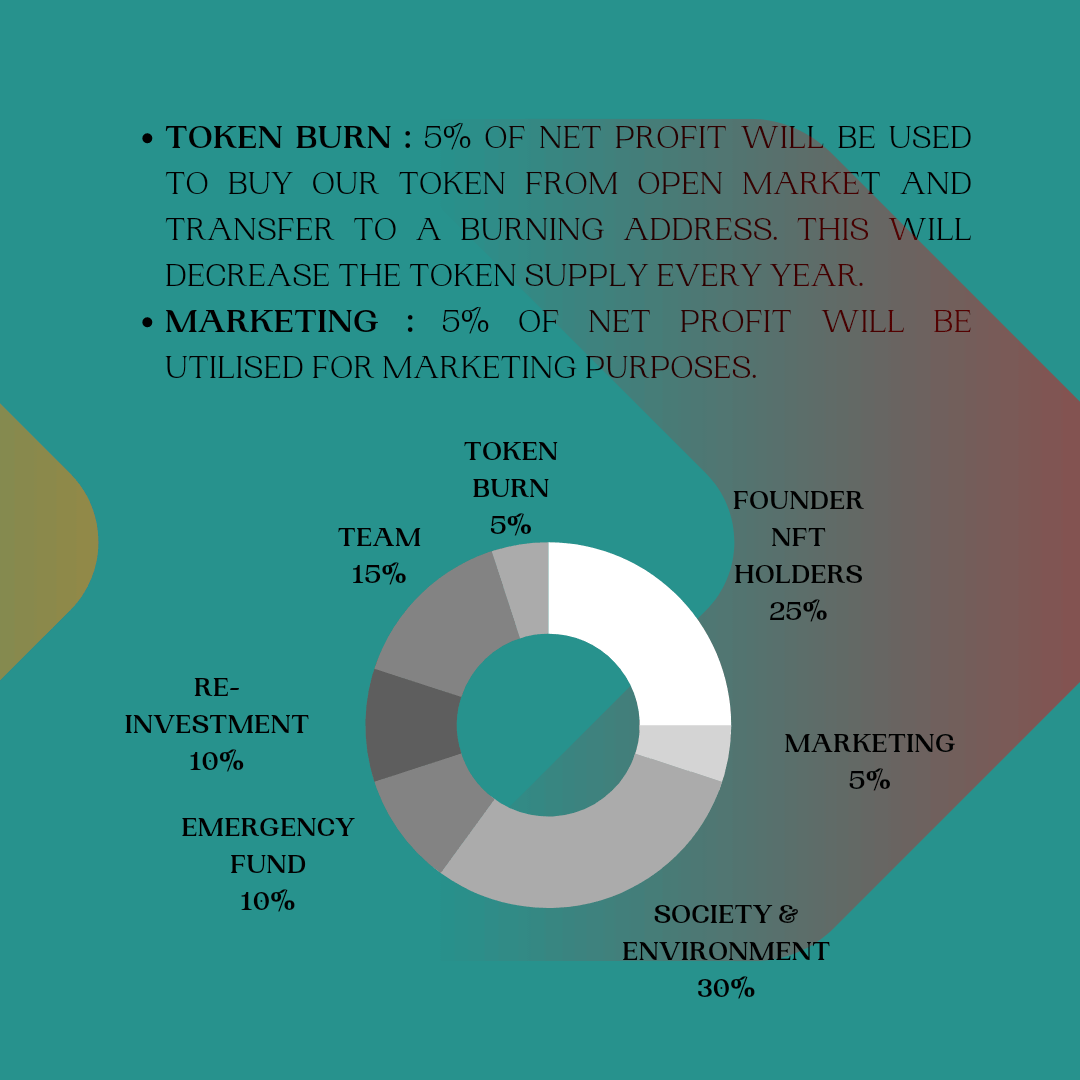 • TOKEN BURN : 5% OF NET PROFIT WILL BE USED
TO BUY OUR TOKEN FROM OPEN MARKET AND
TRANSFER TO A BURNING ADDRESS. THIS WILL
DECREASE THE TOKEN SUPPLY EVERY YEAR.
• MARKETING : 5% OF NET PROFIT WILL BE
UTILISED FOR MARKETING PURPOSES.
TOKEN
BURN
5%
FOUNDER
NFT
HOLDERS
25%
TEAM
15%
RE-
INVESTMENT
10%
MARKETING
5%
EMERGENCY
FUND
10%
SOCIETY &
ENVIRONMENT
30%